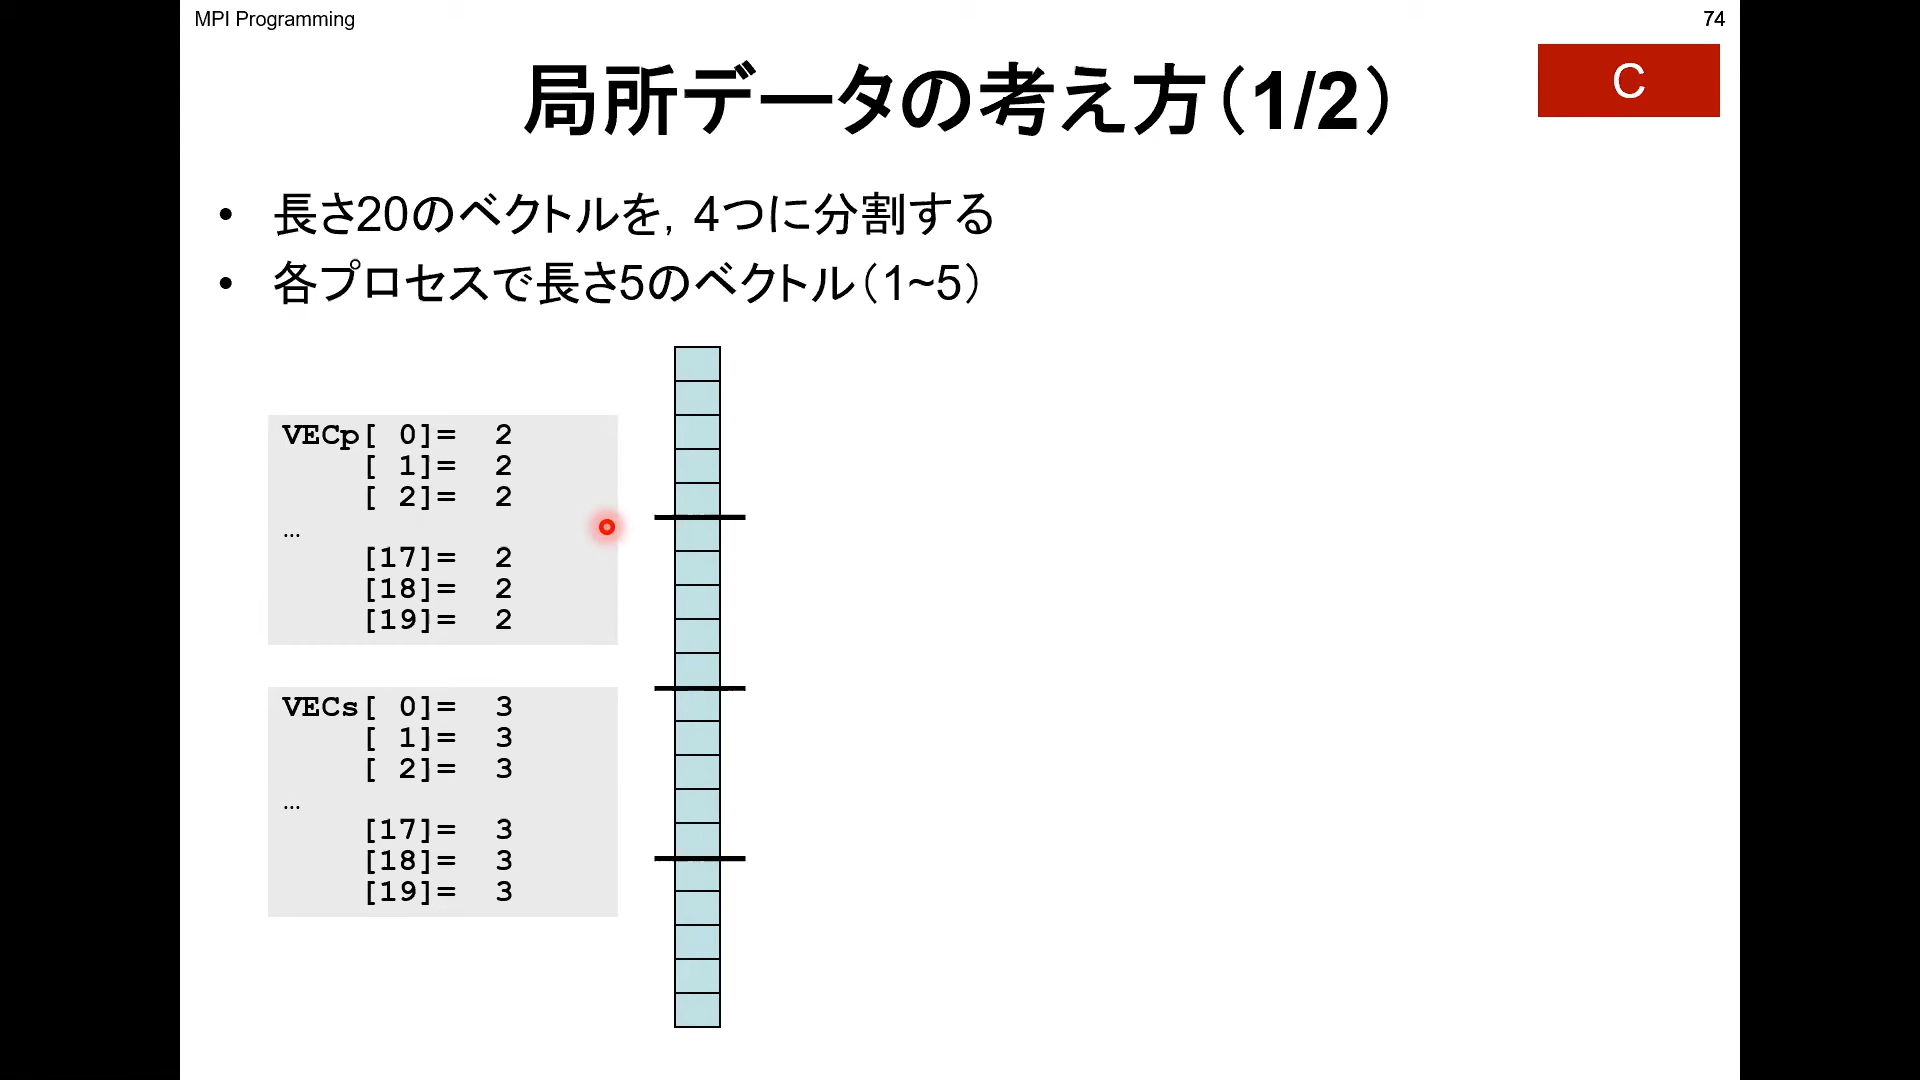 MPI Programming
74
局所データの考え方（1/2）
C
• 長さ20のベクトルを，4つに分割する
• 各プロセスで長さ5のベクトル（1~5）
VECp[ 0]= 2
[ 1]= 2
[ 2]= 2
…
[17]= 2
[18]= 2
[19]= 2
VECs[ 0]= 3
[ 1]= 3
[ 2]= 3
…
[17]= 3
[18]= 3
[19]= 3